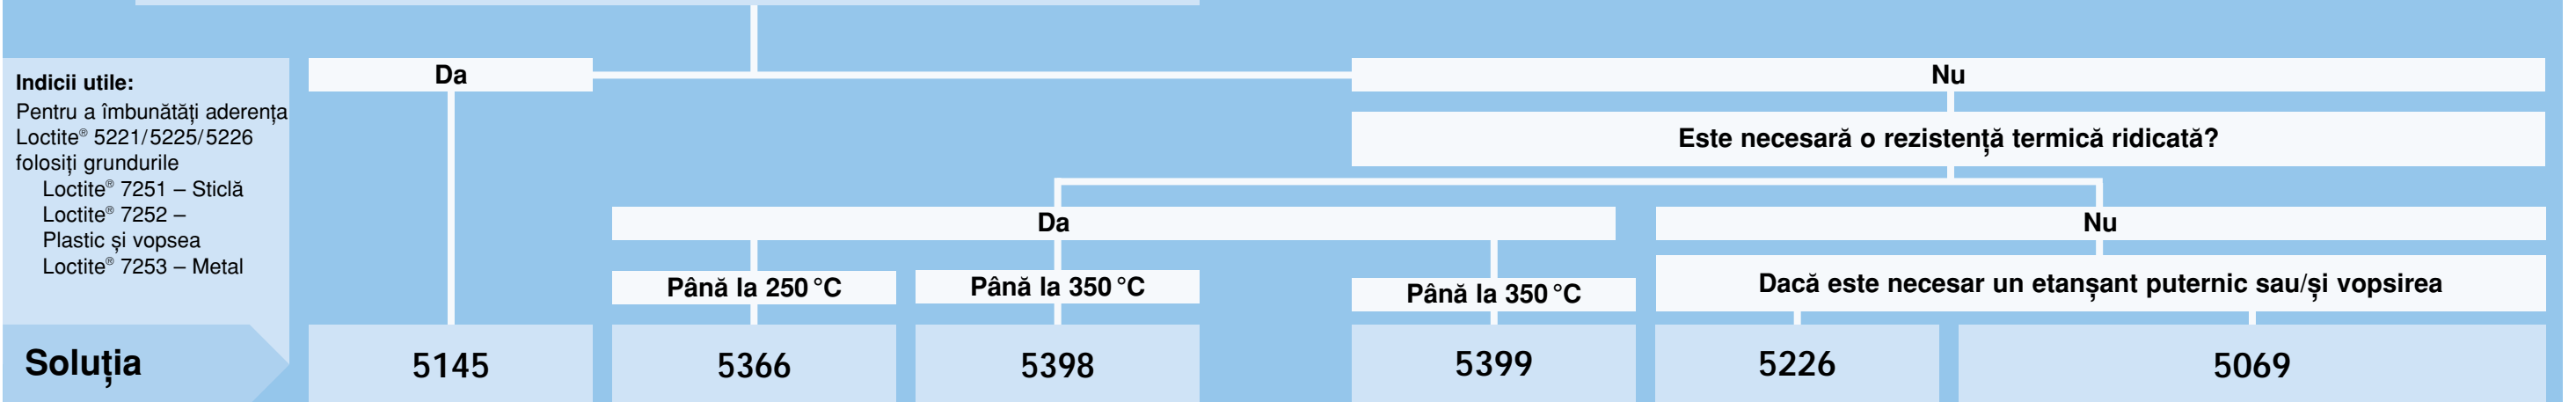 Indicii utile:
Pentru a îmbunătăți aderența
Loctite® 5221/5225/5226
folosiți grundurile
Loctite® 7251 – Sticlă
Loctite® 7252 –
Plastic și vopsea
Loctite® 7253 – Metal
Da
Nu
Este necesară o rezistență termică ridicată?
Da
Nu
Până la 250 °C
Până la 350 °C
Până la 350 °C
Dacă este necesar un etanșant puternic sau/și vopsirea
Soluția
5145
5366
5398
5399
5226
5069